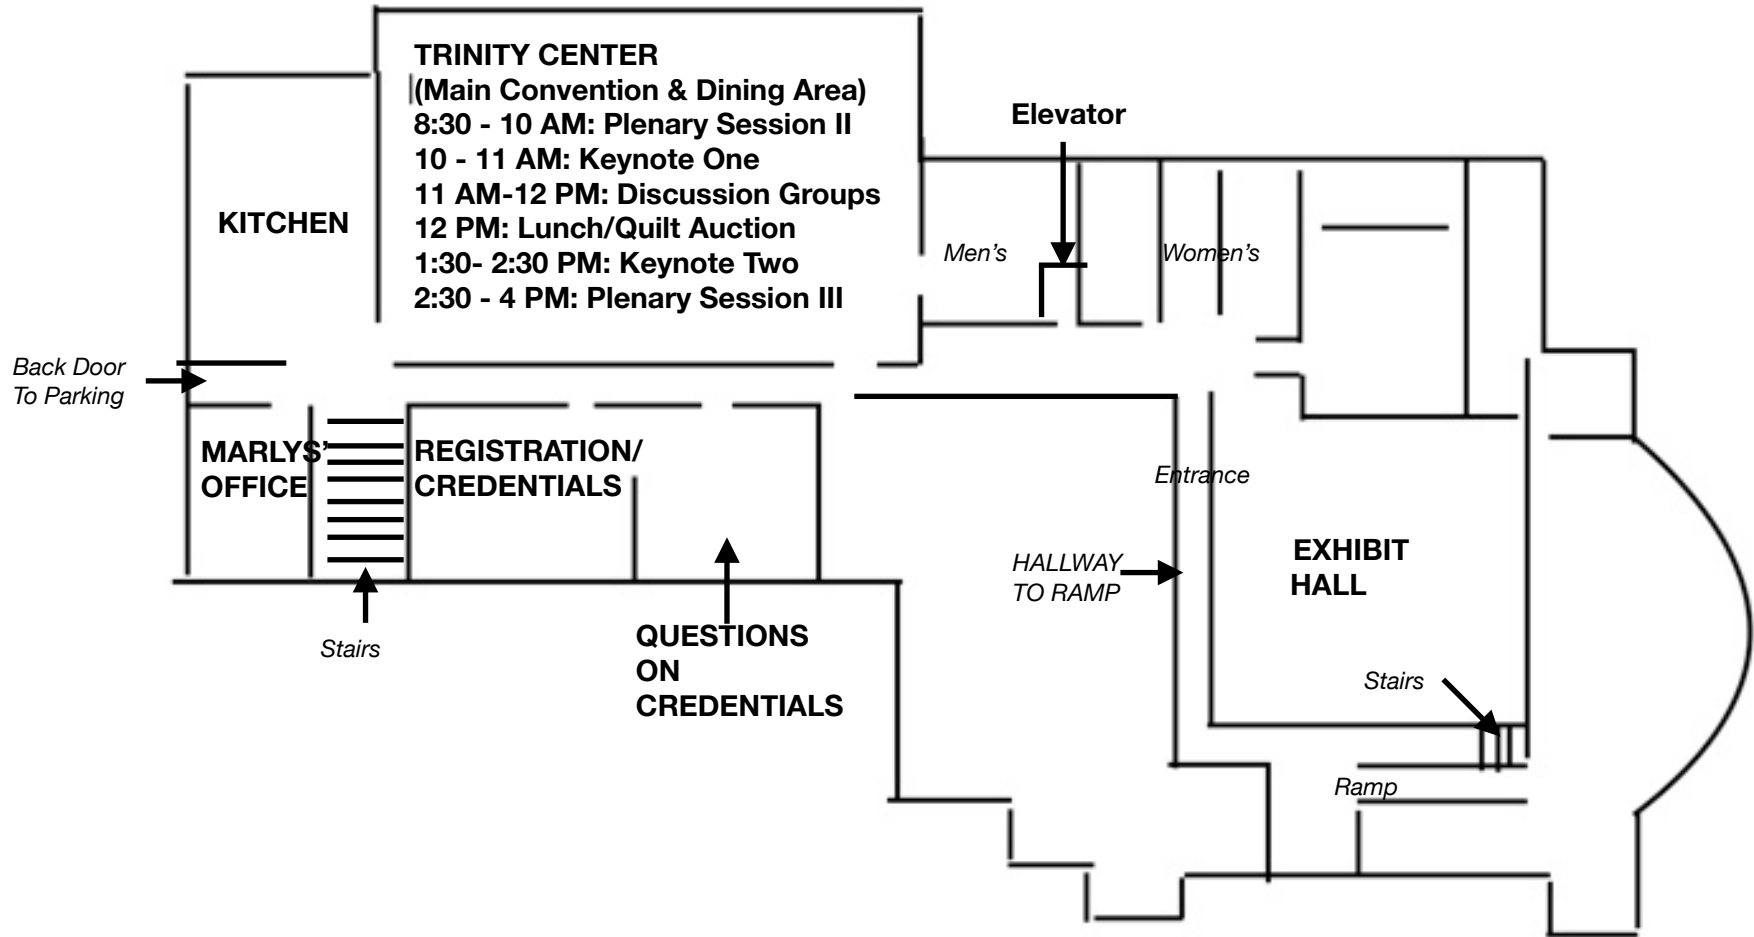 TRINITY CENTER
(Main Convention & Dining Area)
8:30 - 10 AM: Plenary Session II
10 - 11 AM: Keynote One
11 AM-12 PM: Discussion Groups
12 PM: Lunch/Quilt Auction
1:30- 2:30 PM: Keynote Two
2:30 - 4 PM: Plenary Session III
Elevator
KITCHEN
Men's
Women's
Back Door
To Parking
MARLYS'
OFFICE
REGISTRATION/
CREDENTIALS
Entrance
HALLWAY
TO RAMP
EXHIBIT
HALL
Stairs
QUESTIONS
ON
CREDENTIALS
Stairs
Ramp